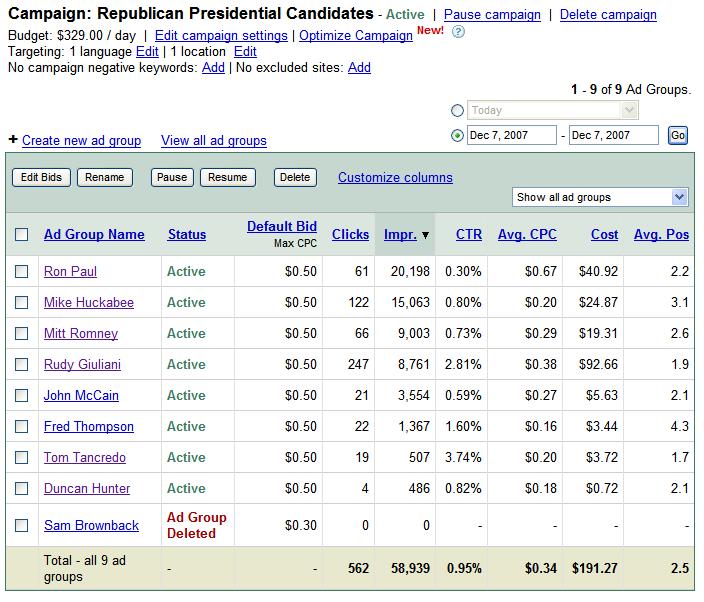 Campaign: Republican Presidential Candidates - Active | Pause campaign | Delete campaign
Budget: $329.00 / day | Edit campaign settings | Optimize Campaign New! ?
Targeting: 1 language Edit | 1 location Edit
No campaign negative keywords: Add | No excluded sites: Add
1 - 9 of 9 Ad Groups.
Today
+ Create new ad group View all ad groups Dec 7, 2007 - Dec 7, 2007 Go
Edit Bids Rename Pause Resume Delete Customize columns
Show all ad groups
Ad Group Name Status Default Bid Max CPC Clicks Impr. ▼ CTR Avg. CPC Cost Avg. Pos
Ron Paul Active $0.50 61 20,198 0.30% $0.67 $40.92 2.2
Mike Huckabee Active $0.50 122 15,063 0.80% $0.20 $24.87 3.1
Mitt Romney Active $0.50 66 9,003 0.73% $0.29 $19.31 2.6
Rudy Giuliani Active $0.50 247 8,761 2.81% $0.38 $92.66 1.9
John McCain Active $0.50 21 3,554 0.59% $0.27 $5.63 2.1
Fred Thompson Active $0.50 22 1,367 1.60% $0.16 $3.44 4.3
Tom Tancredo Active $0.50 19 507 3.74% $0.20 $3.72 1.7
Duncan Hunter Active $0.50 4 486 0.82% $0.18 $0.72 2.1
Sam Brownback Ad Group Deleted $0.30 0 0 - - - -
Total - all 9 ad groups - - 562 58,939 0.95% $0.34 $191.27 2.5